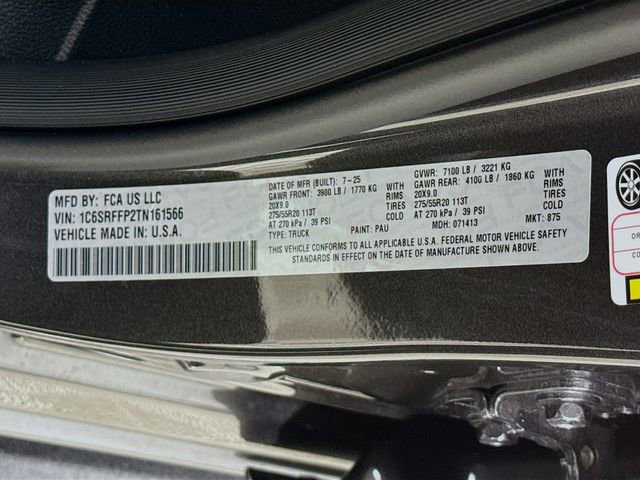 MFD BY: FCA US LLC
VIN: 1C6SRFFP2TN161566
VEHICLE MADE IN: U.S.A.
DATE OF MFR (BUILT): 7-25
GAWR FRONT: 3900 LB / 1770 KG WITH
20X9.0 RIMS
275/55R20 113T TIRES
AT 270 kPa / 39 PSI
TYPE: TRUCK 1C: PAU
GVWR: 7100 LB / 3221 KG
GAWR REAR: 4100 LB / 1860 KG WITH
20X9.0 RIMS
275/55R20 113T TIRES
AT 270 kPa / 39 PSI
PAINT: PAU MDH: 071413 MKT: 875
THIS VEHICLE CONFORMS TO ALL APPLICABLE U.S.A. FEDERAL MOTOR VEHICLE SAFETY
STANDARDS IN EFFECT ON THE DATE OF MANUFACTURE SHOWN ABOVE.